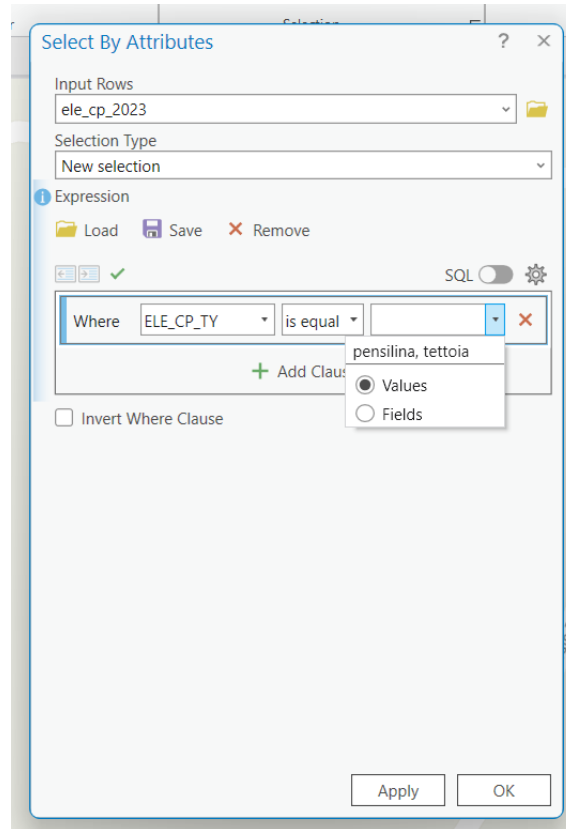 Select By Attributes ? ×
Input Rows
ele_cp_2023
Selection Type
New selection
Expression
Load Save Remove
SQL
Where ELE_CP_TY is equal
pensilina, tettoia
Add Claus
Values
Fields
Invert Where Clause
Apply OK